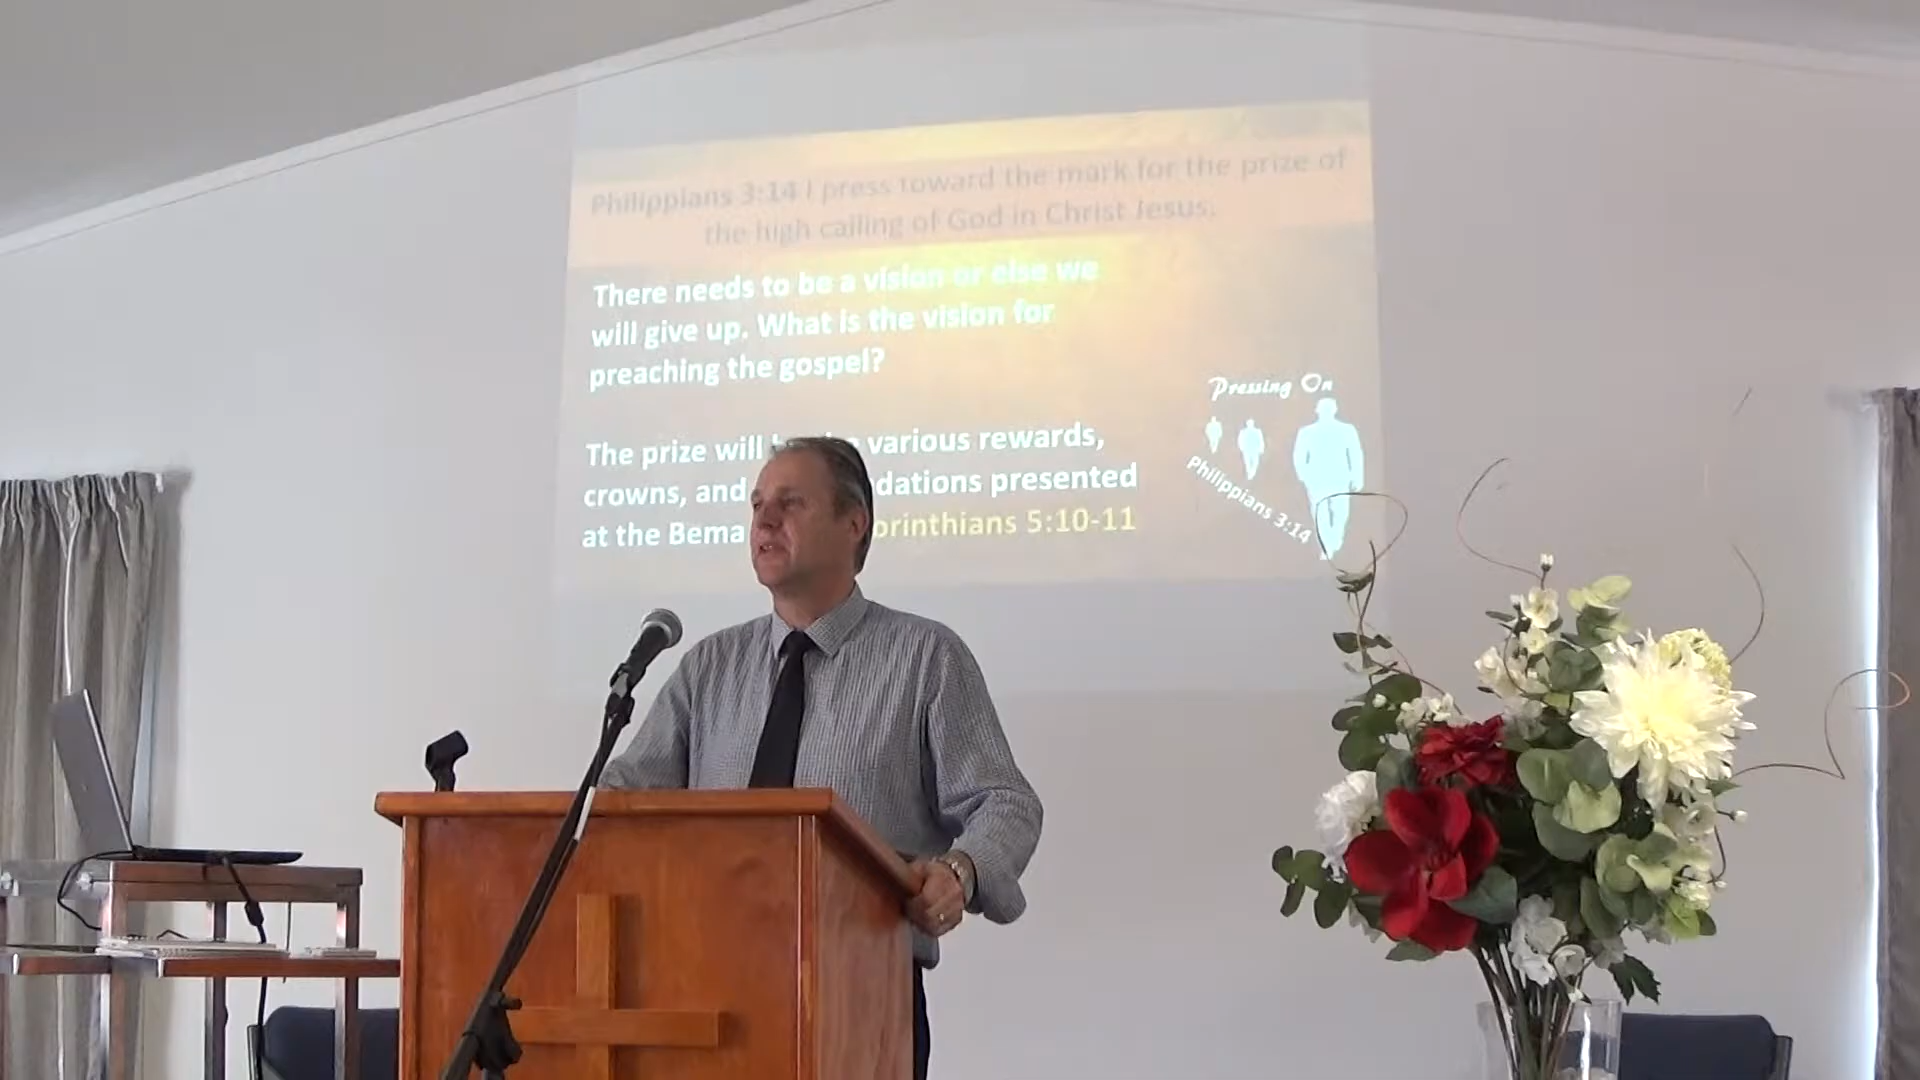 Philippians 3:14 I press toward the mark for the prize of
the high calling of God in Christ Jesus.
There needs to be a vision or else we
will give up. What is the vision for
preaching the gospel?
The prize will various rewards,
crowns, and dations presented
at the Bema orinthians 5:10-11
Pressing On
Philippians 3:14